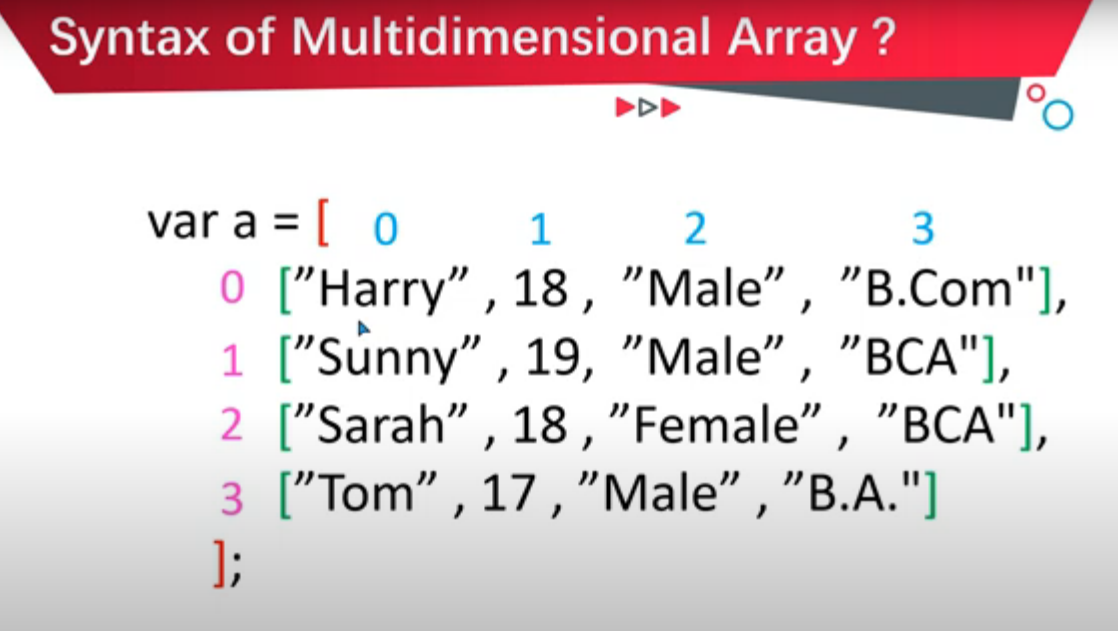 Syntax of Multidimensional Array ?
var a = [ 0 1 2 3
0 [”Harry” , 18 , ”Male” , ”B.Com"],
1 [”Sunny” , 19, ”Male” , ”BCA"],
2 [”Sarah” , 18 , ”Female” , ”BCA"],
3 [”Tom” , 17 , ”Male” , ”B.A."]
];